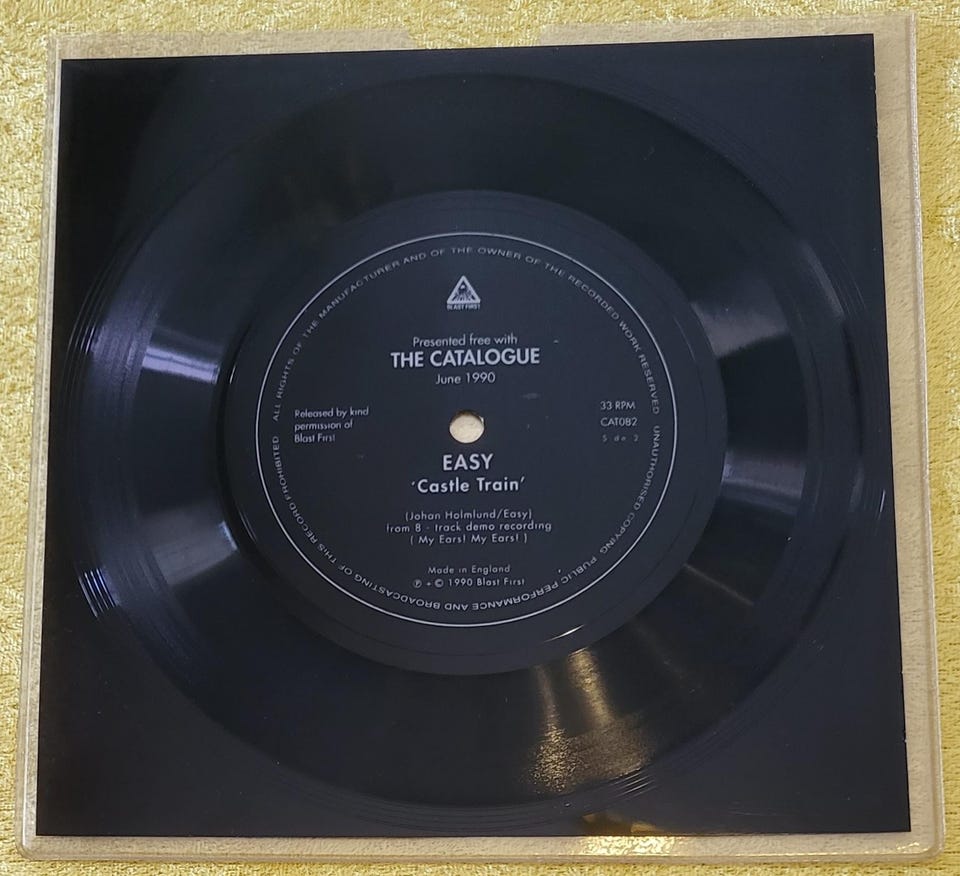 BLAST FIRST
Presented free with
THE CATALOGUE
June 1990
Released by kind
permission of
Blast First
33 RPM
CAT082
EASY
'Castle Train'
(Johan Holmlund/Easy)
from 8 - track demo recording
( My Ears! My Ears! )
Made in England
℗ + © 1990 Blast First
ALL RIGHTS OF THE MANUFACTURER AND OF THE OWNER OF THE RECORDED WORK RESERVED UNAUTHORISED COPYING PUBLIC PERFORMANCE AND BROADCASTING OF THIS RECORD PROHIBITED